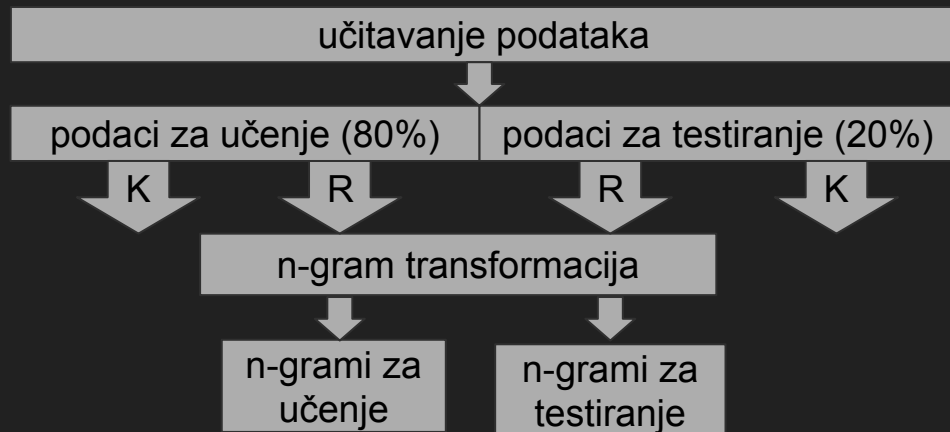 učitavanje podataka
podaci za učenje (80%)
podaci za testiranje (20%)
K
R
R
K
n-gram transformacija
n-grami za
učenje
n-grami za
testiranje